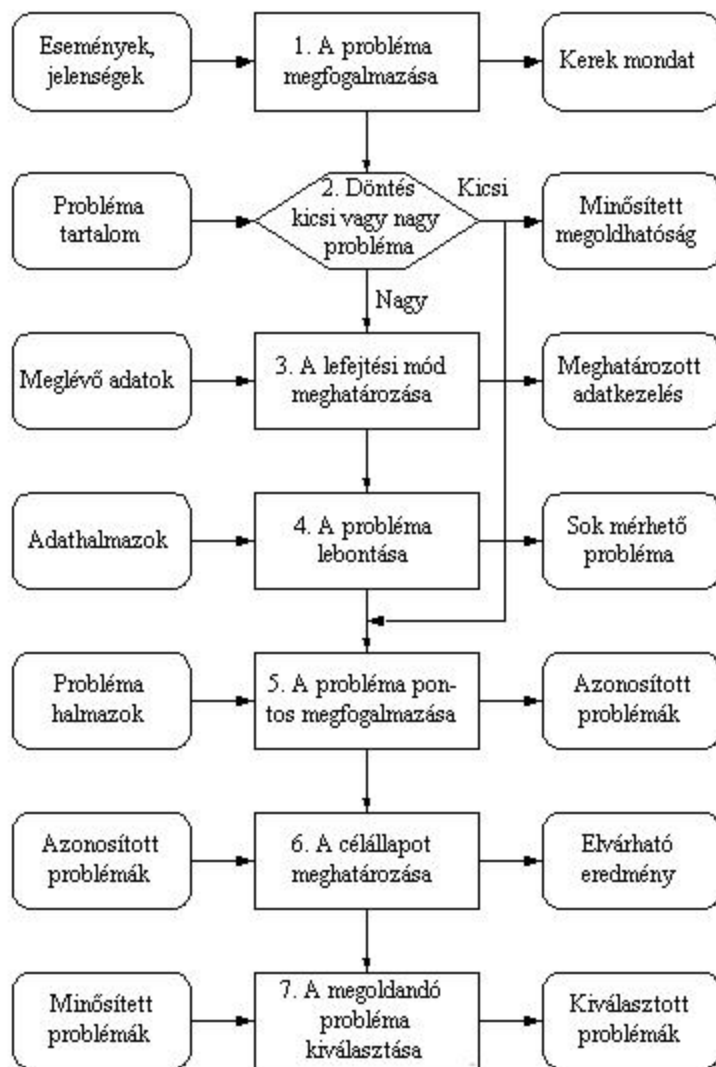 Események,
jelenségek
1. A probléma
megfogalmazása
Kerek mondat
Probléma
tartalom
2. Döntés
kicsi vagy nagy
probléma
Kicsi
Minősített
megoldhatóság
Nagy
Meglévő adatok
3. A lefejtési mód
meghatározása
Meghatározott
adatkezelés
Adathalmazok
4. A probléma
lebontása
Sok mérhető
probléma
Probléma
halmazok
5. A probléma pon-
tos megfogalmazása
Azonosított
problémák
Azonosított
problémák
6. A célállapot
meghatározása
Elvárható
eredmény
Minősített
problémák
7. A megoldandó
probléma
kiválasztása
Kiválasztott
problémák